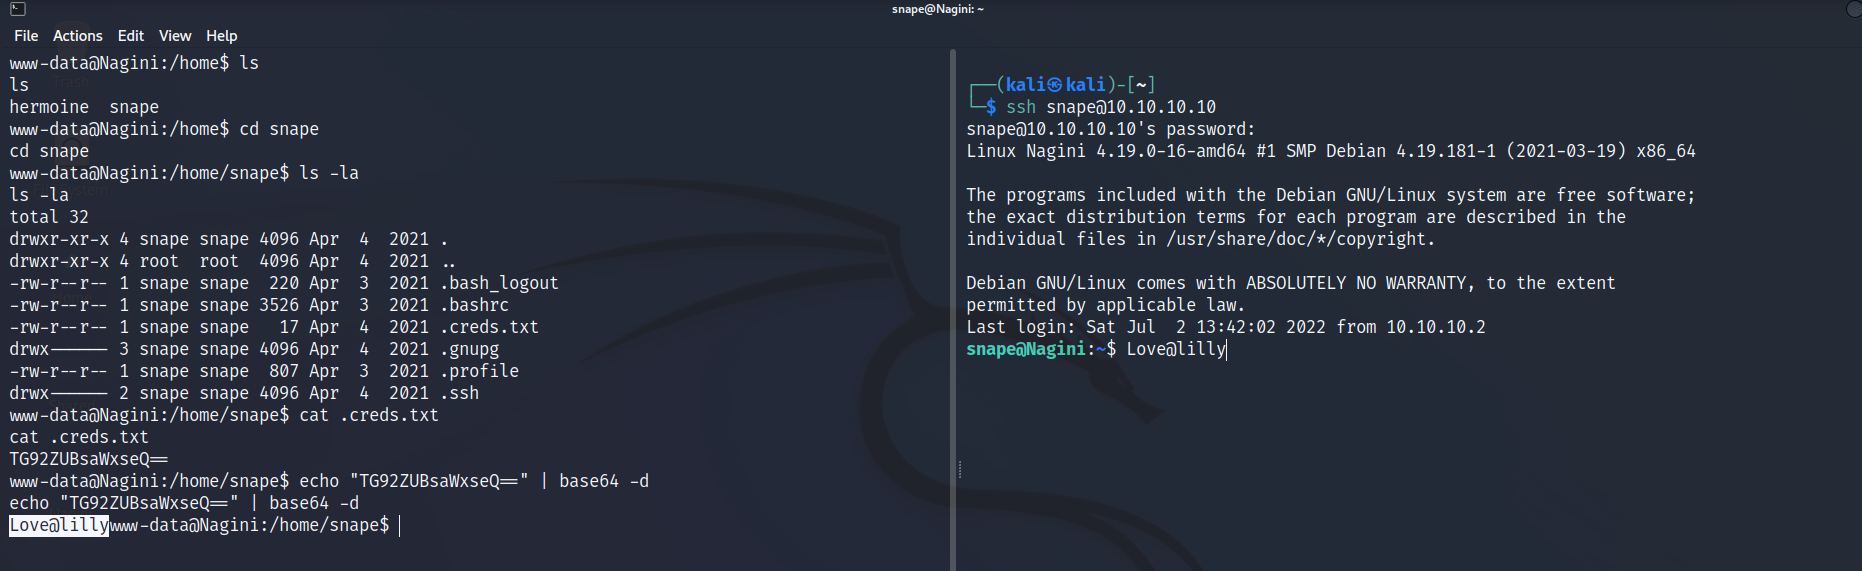 snape@Nagini: ~
File Actions Edit View Help
www-data@Nagini:/home$ ls
ls
hermoine  snape
www-data@Nagini:/home$ cd snape
cd snape
www-data@Nagini:/home/snape$ ls -la
ls -la
total 32
drwxr-xr-x 4 snape snape 4096 Apr  4  2021 .
drwxr-xr-x 4 root  root  4096 Apr  4  2021 ..
-rw-r--r-- 1 snape snape  220 Apr  3  2021 .bash_logout
-rw-r--r-- 1 snape snape 3526 Apr  3  2021 .bashrc
-rw-r--r-- 1 snape snape   17 Apr  4  2021 .creds.txt
drwx------ 3 snape snape 4096 Apr  4  2021 .gnupg
-rw-r--r-- 1 snape snape  807 Apr  3  2021 .profile
drwx------ 2 snape snape 4096 Apr  4  2021 .ssh
www-data@Nagini:/home/snape$ cat .creds.txt
cat .creds.txt
TG92ZUBsaWxseQ==
www-data@Nagini:/home/snape$ echo "TG92ZUBsaWxseQ==" | base64 -d
echo "TG92ZUBsaWxseQ==" | base64 -d
Love@lillywww-data@Nagini:/home/snape$
┌──(kali㉿kali)-[~]
└─$ ssh snape@10.10.10.10
snape@10.10.10.10's password:
Linux Nagini 4.19.0-16-amd64 #1 SMP Debian 4.19.181-1 (2021-03-19) x86_64
The programs included with the Debian GNU/Linux system are free software;
the exact distribution terms for each program are described in the
individual files in /usr/share/doc/*/copyright.
Debian GNU/Linux comes with ABSOLUTELY NO WARRANTY, to the extent
permitted by applicable law.
Last login: Sat Jul  2 13:42:02 2022 from 10.10.10.2
snape@Nagini:~$ Love@lilly